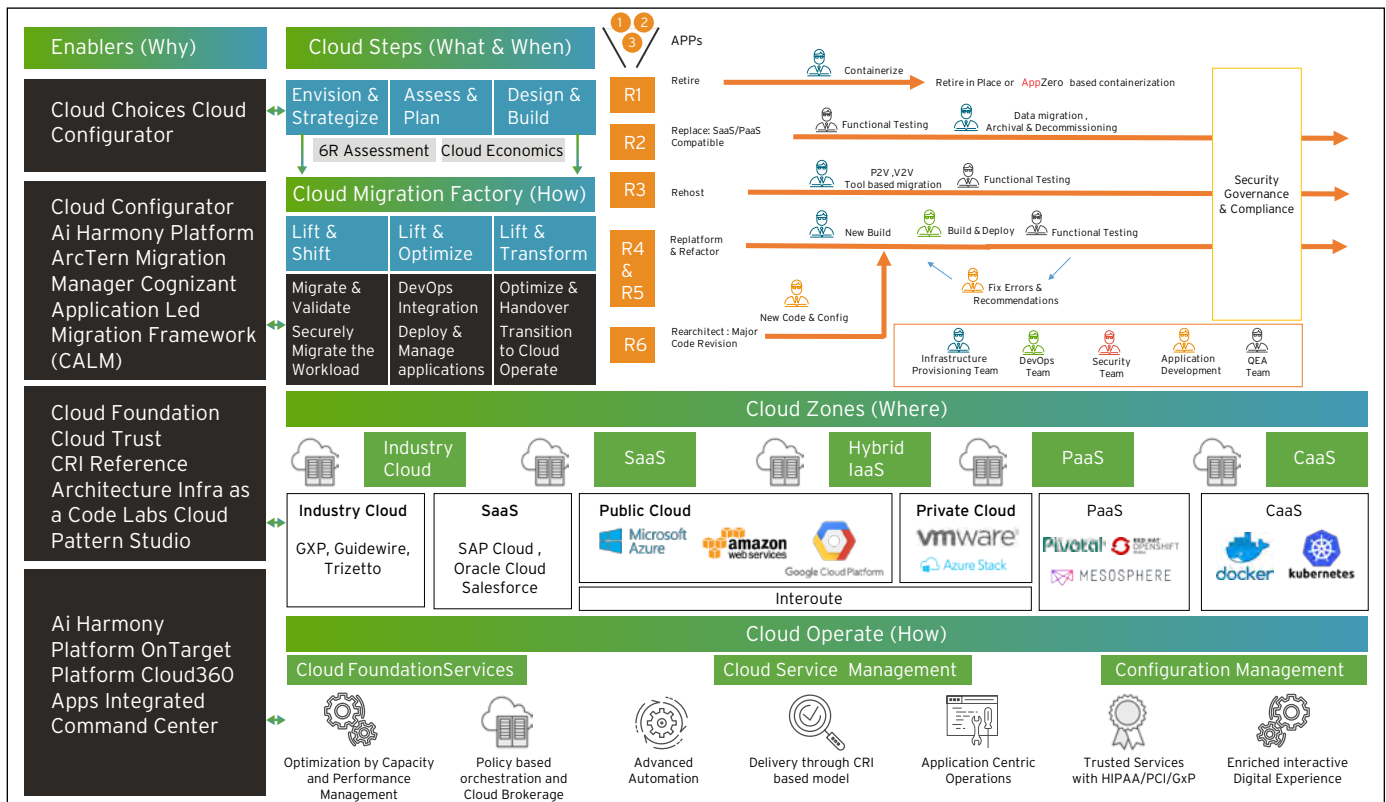 Enablers (Why)
Cloud Choices Cloud
Configurator
Cloud Configurator
Ai Harmony Platform
ArcTern Migration
Manager Cognizant
Application Led
Migration Framework
(CALM)
Cloud Foundation
Cloud Trust
CRI Reference
Architecture Infra as
a Code Labs Cloud
Pattern Studio
Ai Harmony
Platform OnTarget
Platform Cloud360
Apps Integrated
Command Center
Cloud Steps (What & When)
Envision &
Strategize
Assess &
Plan
Design &
Build
6R Assessment
Cloud Economics
Cloud Migration Factory (How)
Lift &
Shift
Lift &
Optimize
Lift &
Transform
Migrate &
Validate
Securely
Migrate the
Workload
DevOps
Integration
Deploy &
Manage
applications
Optimize &
Handover
Transition
to Cloud
Operate
1
2
3
APPs
R1
Retire
Containerize
Retire in Place or AppZero based containerization
R2
Replace: SaaS/PaaS
Compatible
Functional Testing
Data migration ,
Archival & Decommissioning
R3
Rehost
P2V ,V2V
Tool based migration
Functional Testing
R4
&
R5
Replatform
& Refactor
New Build
Build & Deploy
Functional Testing
Fix Errors &
Recommendations
New Code & Config
R6
Rearchitect : Major
Code Revision
Security
Governance
& Compliance
Infrastructure
Provisioning Team
DevOps
Team
Security
Team
Application
Development
QEA
Team
Cloud Zones (Where)
Industry
Cloud
SaaS
Hybrid
IaaS
PaaS
CaaS
Industry Cloud
GXP, Guidewire,
Trizetto
SaaS
SAP Cloud ,
Oracle Cloud
Salesforce
Public Cloud
Microsoft
Azure
amazon
web services
Google Cloud Platform
Private Cloud
vmware
Azure Stack
Interoute
PaaS
Pivotal
RED HAT
OPENSHIFT
MESOSPHERE
CaaS
docker
kubernetes
Cloud Operate (How)
Cloud FoundationServices
Cloud Service Management
Configuration Management
Optimization by Capacity
and Performance
Management
Policy based
orchestration and
Cloud Brokerage
Advanced
Automation
Delivery through CRI
based model
Application Centric
Operations
Trusted Services
with HIPAA/PCI/GxP
Enriched interactive
Digital Experience